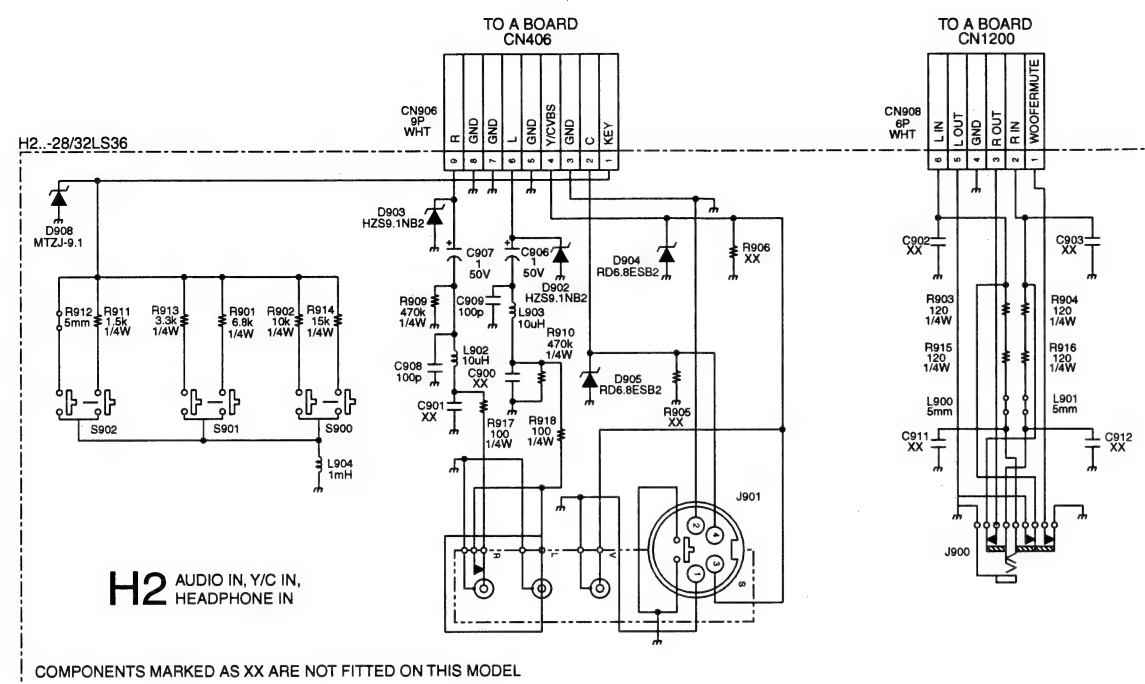 TO A BOARD
CN406
TO A BOARD
CN1200
CN906
9P
WHT
R
GND
GND
L
GND
Y/CVBS
GND
C
KEY
9
8
7
6
5
4
3
2
1
CN908
6P
WHT
L IN
L OUT
GND
R OUT
R IN
WOOFERMUTE
6
5
4
3
2
1
H2..-28/32LS36
D908
MTZJ-9.1
D903
HZS9.1NB2
C907
1
50V
C906
1
50V
D902
HZS9.1NB2
D904
RD6.8ESB2
R906
XX
C902
XX
C903
XX
R912
5mm
R911
1.5k
1/4W
R913
3.3k
1/4W
R901
6.8k
1/4W
R902
10k
1/4W
R914
15k
1/4W
R909
470k
1/4W
C909
100p
L903
10uH
R910
470k
1/4W
L902
10uH
C908
100p
C900
XX
C901
XX
D905
RD6.8ESB2
R905
XX
R917
100
1/4W
R918
100
1/4W
R903
120
1/4W
R904
120
1/4W
R915
120
1/4W
R916
120
1/4W
L900
5mm
L901
5mm
C911
XX
C912
XX
S902
S901
S900
L904
1mH
J901
2
4
1
3
S
R
L
V
J900
H2 AUDIO IN, Y/C IN,
HEADPHONE IN
COMPONENTS MARKED AS XX ARE NOT FITTED ON THIS MODEL